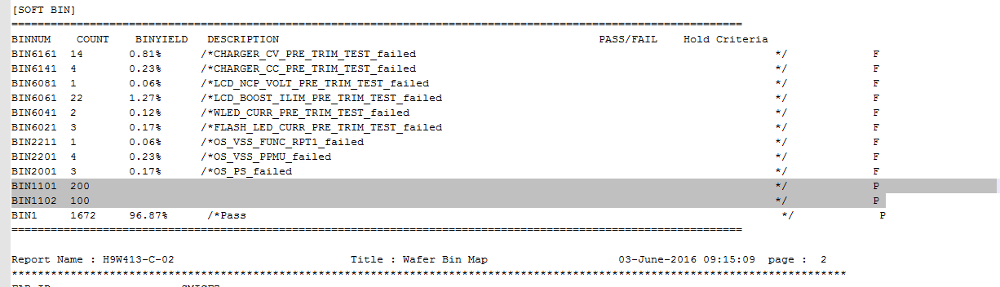 [SOFT BIN]
================================================================================================================
BINNUM COUNT BINYIELD DESCRIPTION PASS/FAIL Hold Criteria
BIN6161 14 0.81% /*CHARGER_CV_PRE_TRIM_TEST_failed */ F
BIN6141 4 0.23% /*CHARGER_CC_PRE_TRIM_TEST_failed */ F
BIN6081 1 0.06% /*LCD_NCP_VOLT_PRE_TRIM_TEST_failed */ F
BIN6061 22 1.27% /*LCD_BOOST_ILIM_PRE_TRIM_TEST_failed */ F
BIN6041 2 0.12% /*WLED_CURR_PRE_TRIM_TEST_failed */ F
BIN6021 3 0.17% /*FLASH_LED_CURR_PRE_TRIM_TEST_failed */ F
BIN2211 1 0.06% /*OS_VSS_FUNC_RPT1_failed */ F
BIN2201 4 0.23% /*OS_VSS_PPMU_failed */ F
BIN2001 3 0.17% /*OS_PS_failed */ F
BIN1101 200 */ P
BIN1102 100 */ P
BIN1 1672 96.87% /*Pass */ P
================================================================================================================
Report Name : H9W413-C-02 Title : Wafer Bin Map 03-June-2016 09:15:09 page : 2
********************************************************************************************************************************